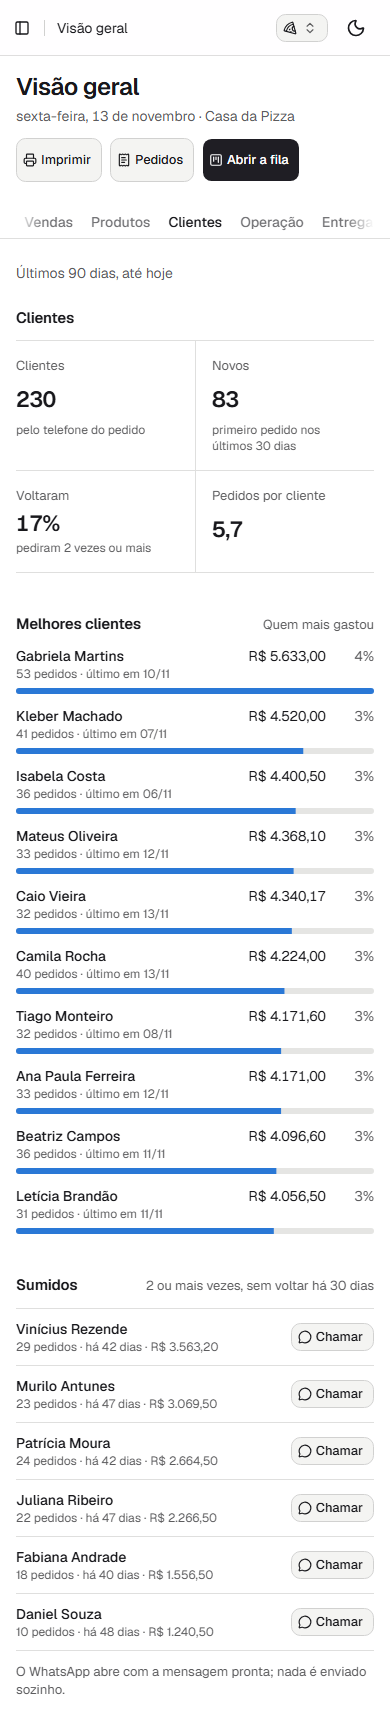 Visão geral
Visão geral
sexta-feira, 13 de novembro · Casa da Pizza
Imprimir
Pedidos
Abrir a fila
Vendas Produtos Clientes Operação Entrega
Últimos 90 dias, até hoje
Clientes
Clientes
230
pelo telefone do pedido
Novos
83
primeiro pedido nos
últimos 30 dias
Voltaram
17%
pediram 2 vezes ou mais
Pedidos por cliente
5,7
Melhores clientes Quem mais gastou
Gabriela Martins R$ 5.633,00 4%
53 pedidos · último em 10/11
Kleber Machado R$ 4.520,00 3%
41 pedidos · último em 07/11
Isabela Costa R$ 4.400,50 3%
36 pedidos · último em 06/11
Mateus Oliveira R$ 4.368,10 3%
33 pedidos · último em 12/11
Caio Vieira R$ 4.340,17 3%
32 pedidos · último em 13/11
Camila Rocha R$ 4.224,00 3%
40 pedidos · último em 13/11
Tiago Monteiro R$ 4.171,60 3%
32 pedidos · último em 08/11
Ana Paula Ferreira R$ 4.171,00 3%
33 pedidos · último em 12/11
Beatriz Campos R$ 4.096,60 3%
36 pedidos · último em 11/11
Letícia Brandão R$ 4.056,50 3%
31 pedidos · último em 11/11
Sumidos 2 ou mais vezes, sem voltar há 30 dias
Vinícius Rezende
29 pedidos · há 42 dias · R$ 3.563,20
Chamar
Murilo Antunes
23 pedidos · há 47 dias · R$ 3.069,50
Chamar
Patrícia Moura
24 pedidos · há 42 dias · R$ 2.664,50
Chamar
Juliana Ribeiro
22 pedidos · há 47 dias · R$ 2.266,50
Chamar
Fabiana Andrade
18 pedidos · há 40 dias · R$ 1.556,50
Chamar
Daniel Souza
10 pedidos · há 48 dias · R$ 1.240,50
Chamar
O WhatsApp abre com a mensagem pronta; nada é enviado
sozinho.